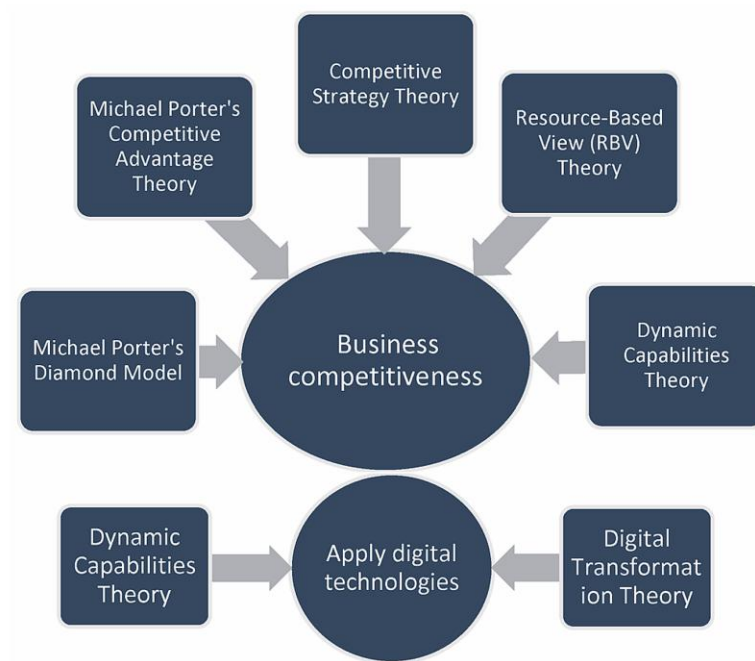 Competitive
Strategy Theory
Michael Porter's
Competitive
Advantage
Theory
Resource-Based
View (RBV)
Theory
Michael Porter's
Diamond Model
Business
competitiveness
Dynamic
Capabilities
Theory
Dynamic
Capabilities
Theory
Apply digital
technologies
Digital
Transformat
ion Theory